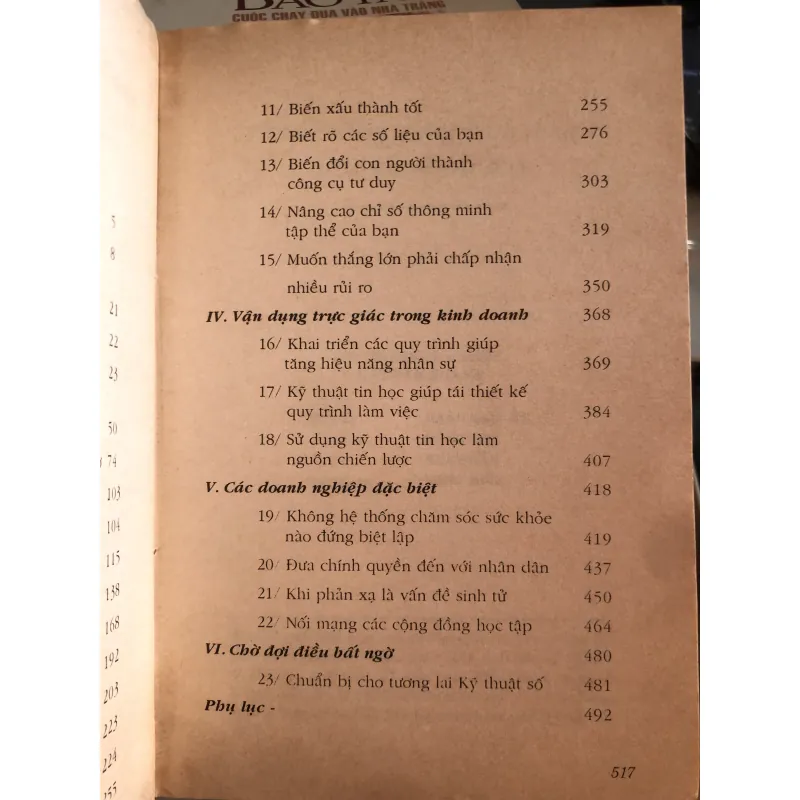 CUỘC CHẠY ĐUA VÀO NHÀ TRẮNG
11/ Biến xấu thành tốt 255
12/ Biết rõ các số liệu của bạn 276
13/ Biến đổi con người thành
công cụ tư duy 303
14/ Nâng cao chỉ số thông minh
tập thể của bạn 319
15/ Muốn thắng lớn phải chấp nhận
nhiều rủi ro 350
IV. Vận dụng trực giác trong kinh doanh 368
16/ Khai triển các quy trình giúp
tăng hiệu năng nhân sự 369
17/ Kỹ thuật tin học giúp tái thiết kế
quy trình làm việc 384
18/ Sử dụng kỹ thuật tin học làm
nguồn chiến lược 407
V. Các doanh nghiệp đặc biệt 418
19/ Không hệ thống chăm sóc sức khỏe
nào đứng biệt lập 419
20/ Đưa chính quyền đến với nhân dân 437
21/ Khi phản xạ là vấn đề sinh tử 450
22/ Nối mạng các cộng đồng học tập 464
VI. Chờ đợi điều bất ngờ 480
23/ Chuẩn bị cho tương lai Kỹ thuật số 481
Phụ lục - 492
517
5
8
21
22
23
50
74
103
104
115
138
168
192
203
223
224